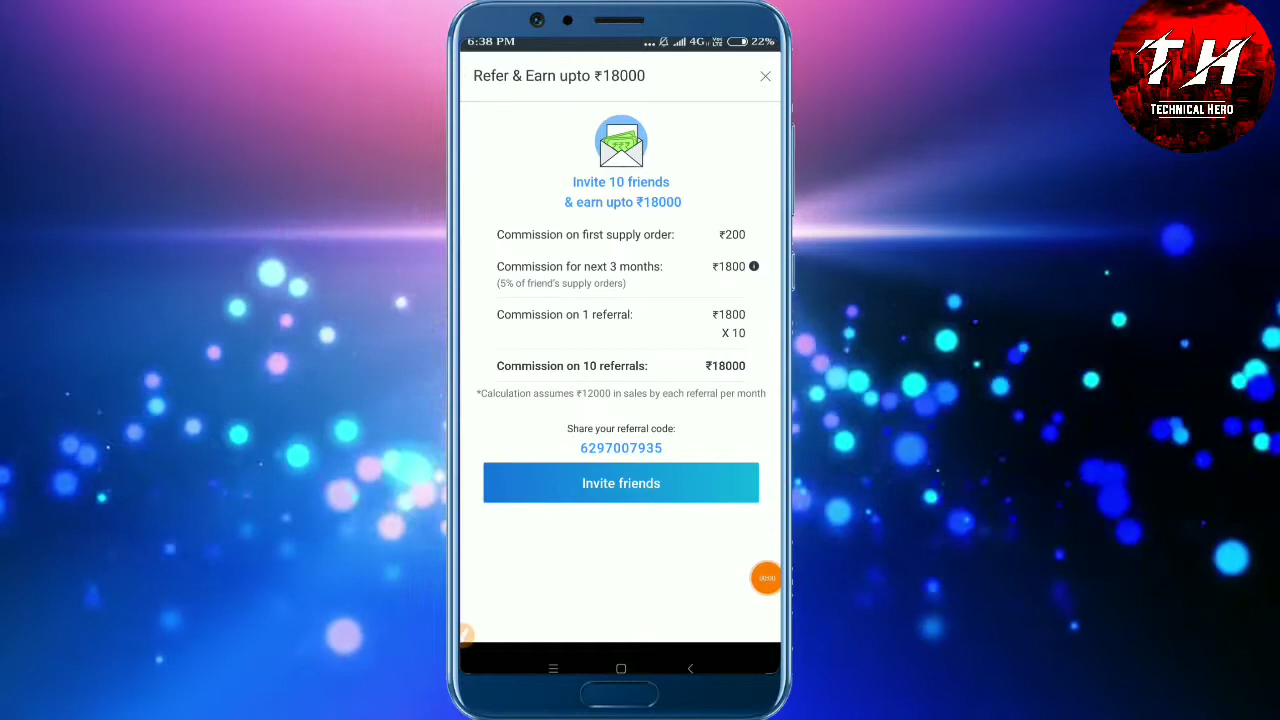 6:38 PM
4G
22%
Refer & Earn upto ₹18000
Invite 10 friends
& earn upto ₹18000
Commission on first supply order: ₹200
Commission for next 3 months: ₹1800
(5% of friend's supply orders)
Commission on 1 referral: ₹1800
X 10
Commission on 10 referrals: ₹18000
*Calculation assumes ₹12000 in sales by each referral per month
Share your referral code:
6297007935
Invite friends
00:00
TH
TECHNICAL HERO